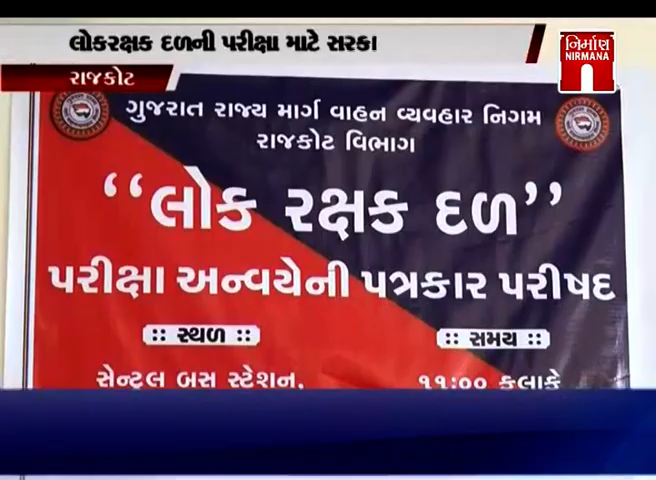 લોકરક્ષક દળની પરીક્ષા માટે સરકા
નિર્માણ
NIRMANA
રાજકોટ
ગુજરાત રાજ્ય માર્ગ વાહન વ્યવહાર નિગમ
રાજકોટ વિભાગ
“લોક રક્ષક દળ”
પરીક્ષા અન્વયેની પત્રકાર પરીષદ
:: સ્થળ ::
:: સમય ::
સેન્ટ્રલ બસ સ્ટેશન,
૧૧:૦૦ કલાકે